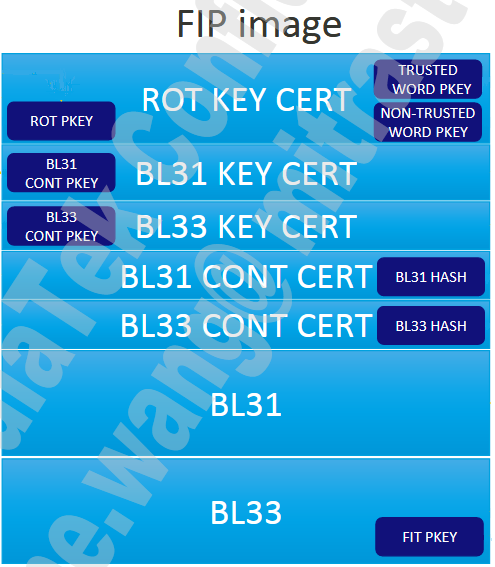 FIP image
TRUSTED
WORD PKEY
ROT KEY CERT
ROT PKEY
NON-TRUSTED
WORD PKEY
BL31
CONT PKEY
BL31 KEY CERT
BL33
CONT PKEY
BL33 KEY CERT
BL31 CONT CERT
BL31 HASH
BL33 CONT CERT
BL33 HASH
BL31
BL33
FIT PKEY